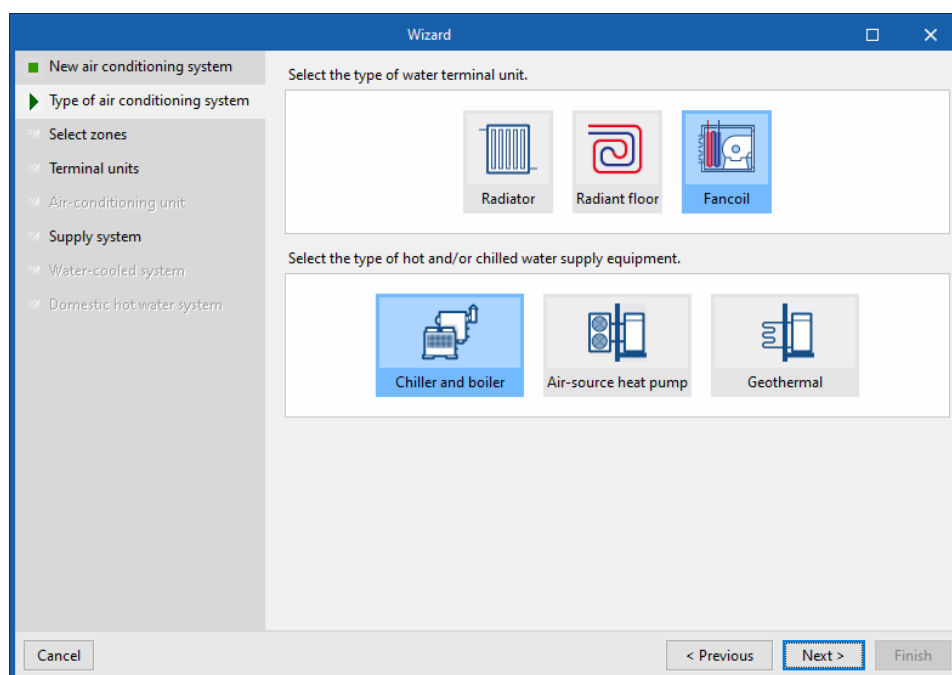 Wizard
New air conditioning system
Type of air conditioning system
Select zones
Terminal units
Air-conditioning unit
Supply system
Water-cooled system
Domestic hot water system
Select the type of water terminal unit.
Radiator
Radiant floor
Fancoil
Select the type of hot and/or chilled water supply equipment.
Chiller and boiler
Air-source heat pump
Geothermal
Cancel
< Previous
Next >
Finish